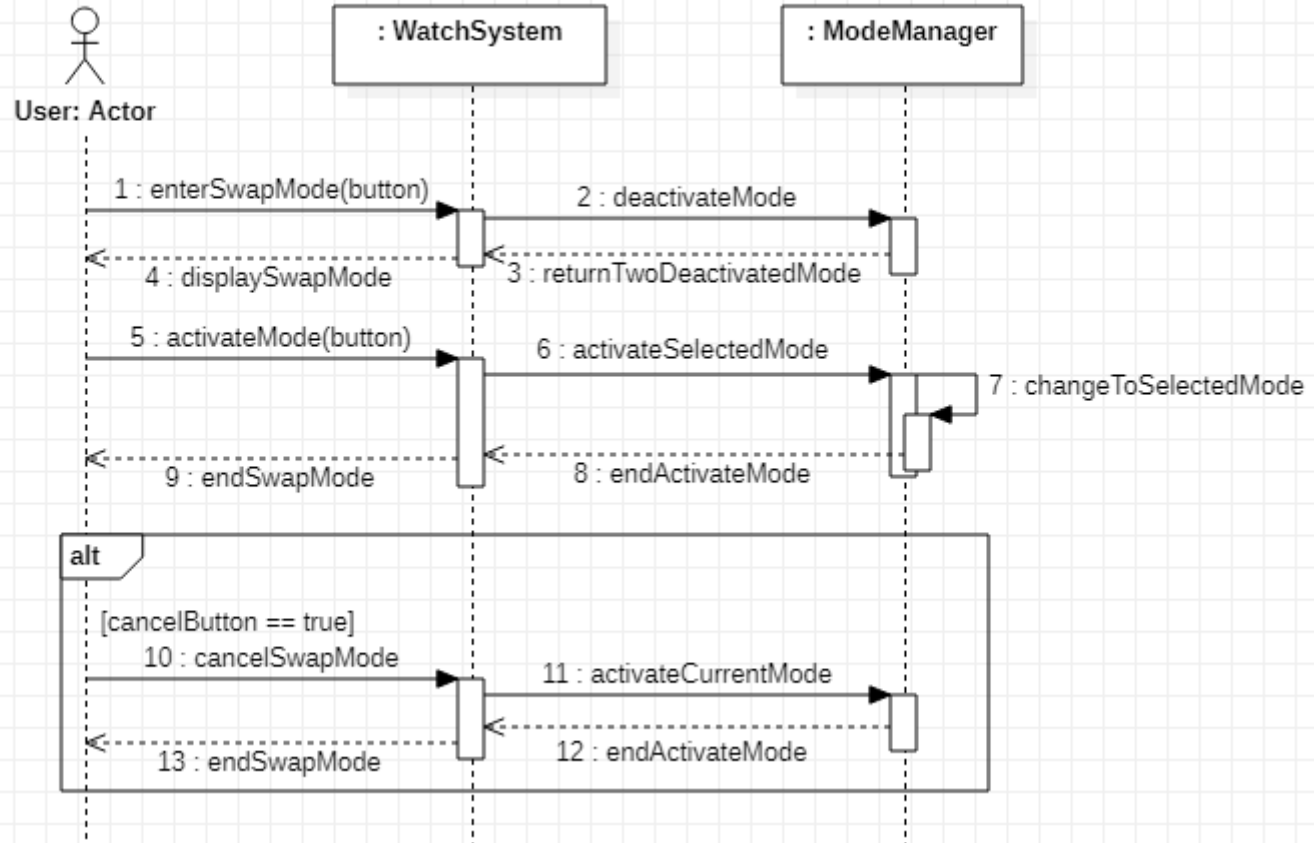 : WatchSystem
: ModeManager
User: Actor
1 : enterSwapMode(button)
2 : deactivateMode
3 : returnTwoDeactivatedMode
4 : displaySwapMode
5 : activateMode(button)
6 : activateSelectedMode
7 : changeToSelectedMode
8 : endActivateMode
9 : endSwapMode
alt
[cancelButton == true]
10 : cancelSwapMode
11 : activateCurrentMode
12 : endActivateMode
13 : endSwapMode